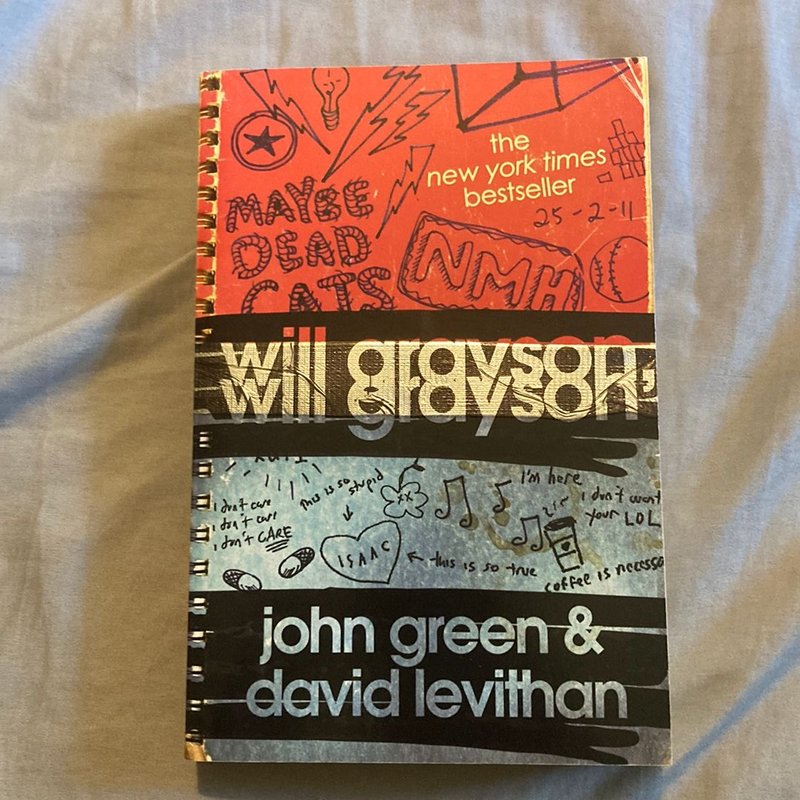 the
new york times
bestseller
25-2-11
MAYBE
DEAD
CATS
NMH
will grayson,
will grayson
I'm here
this is so
stupid
i don't care
i don't care
i don't CARE
i don't want
your LOL
ISAAC
this is so true
coffee is necessa
john green &
david levithan